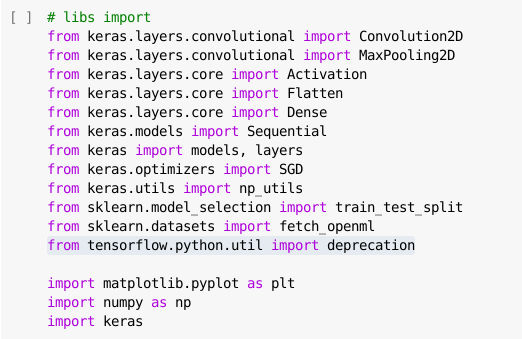 [ ] # libs import
from keras.layers.convolutional import Convolution2D
from keras.layers.convolutional import MaxPooling2D
from keras.layers.core import Activation
from keras.layers.core import Flatten
from keras.layers.core import Dense
from keras.models import Sequential
from keras import models, layers
from keras.optimizers import SGD
from keras.utils import np_utils
from sklearn.model_selection import train_test_split
from sklearn.datasets import fetch_openml
from tensorflow.python.util import deprecation

import matplotlib.pyplot as plt
import numpy as np
import keras